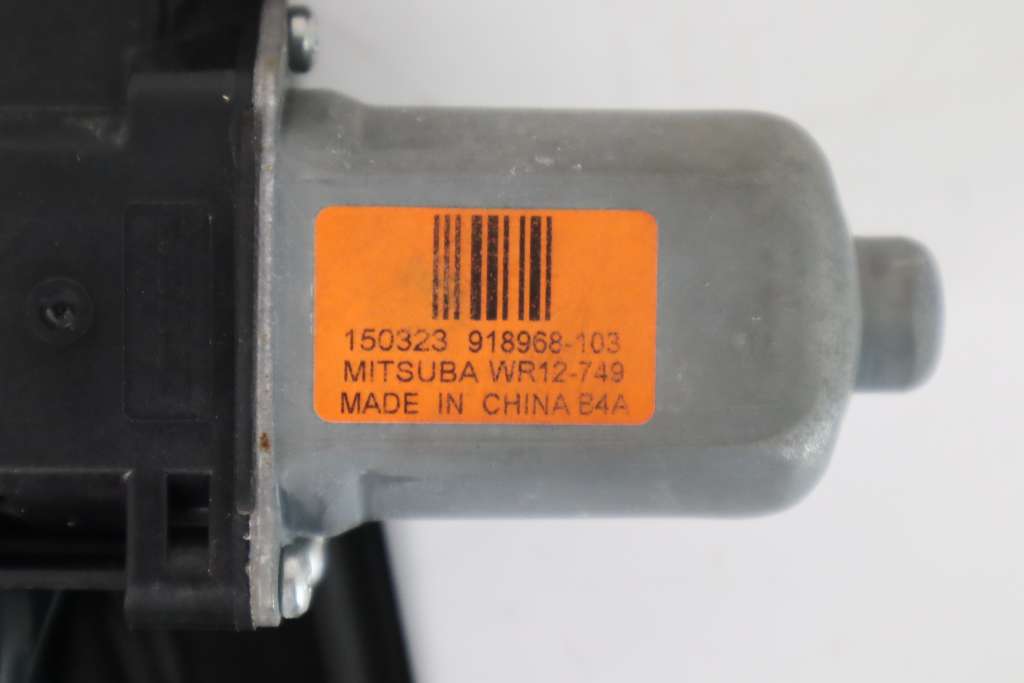 150323 918968-103
MITSUBA WR12-749
MADE IN CHINA B4A